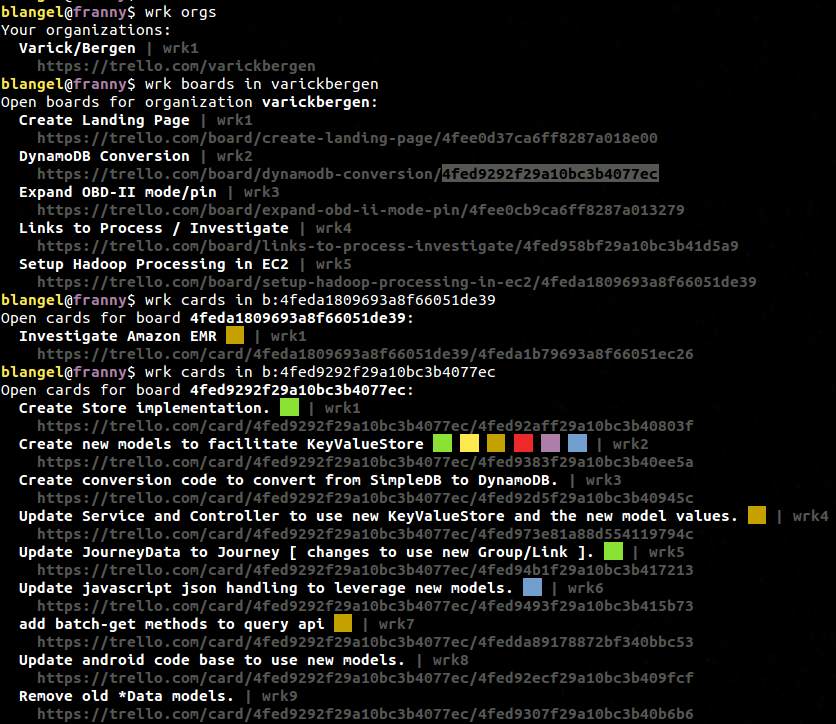 blangel@franny$ wrk orgs
Your organizations:
Varick/Bergen | wrk1
https://trello.com/varickbergen
blangel@franny$ wrk boards in varickbergen
Open boards for organization varickbergen:
Create Landing Page | wrk1
https://trello.com/board/create-landing-page/4fee0d37ca6ff8287a018e00
DynamoDB Conversion | wrk2
https://trello.com/board/dynamodb-conversion/4fed9292f29a10bc3b4077ec
Expand OBD-II mode/pin | wrk3
https://trello.com/board/expand-obd-ii-mode-pin/4fee0cb9ca6ff8287a013279
Links to Process / Investigate | wrk4
https://trello.com/board/links-to-process-investigate/4fed958bf29a10bc3b41d5a9
Setup Hadoop Processing in EC2 | wrk5
https://trello.com/board/setup-hadoop-processing-in-ec2/4feda1809693a8f66051de39
blangel@franny$ wrk cards in b:4feda1809693a8f66051de39
Open cards for board 4feda1809693a8f66051de39:
Investigate Amazon EMR | wrk1
https://trello.com/card/4feda1809693a8f66051de39/4feda1b79693a8f66051ec26
blangel@franny$ wrk cards in b:4fed9292f29a10bc3b4077ec
Open cards for board 4fed9292f29a10bc3b4077ec:
Create Store implementation. | wrk1
https://trello.com/card/4fed9292f29a10bc3b4077ec/4fed92aff29a10bc3b40803f
Create new models to facilitate KeyValueStore | wrk2
https://trello.com/card/4fed9292f29a10bc3b4077ec/4fed9383f29a10bc3b40ee5a
Create conversion code to convert from SimpleDB to DynamoDB. | wrk3
https://trello.com/card/4fed9292f29a10bc3b4077ec/4fed92d5f29a10bc3b40945c
Update Service and Controller to use new KeyValueStore and the new model values. | wrk4
https://trello.com/card/4fed9292f29a10bc3b4077ec/4fed973e81a88d554119794c
Update JourneyData to Journey [ changes to use new Group/Link ]. | wrk5
https://trello.com/card/4fed9292f29a10bc3b4077ec/4fed94b1f29a10bc3b417213
Update javascript json handling to leverage new models. | wrk6
https://trello.com/card/4fed9292f29a10bc3b4077ec/4fed9493f29a10bc3b415b73
add batch-get methods to query api | wrk7
https://trello.com/card/4fed9292f29a10bc3b4077ec/4fedda89178872bf340bbc53
Update android code base to use new models. | wrk8
https://trello.com/card/4fed9292f29a10bc3b4077ec/4fed92ecf29a10bc3b409fcf
Remove old *Data models. | wrk9
https://trello.com/card/4fed9292f29a10bc3b4077ec/4fed9307f29a10bc3b40b6b6